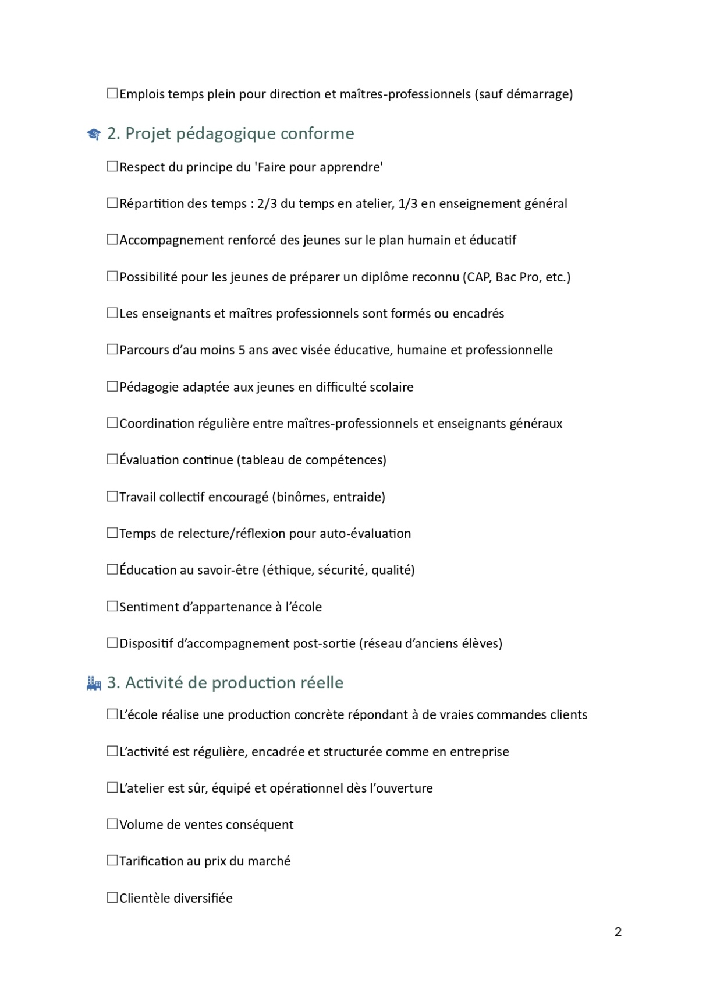 ☐Emplois temps plein pour direction et maîtres-professionnels (sauf démarrage)
2. Projet pédagogique conforme
☐Respect du principe du 'Faire pour apprendre'
☐Répartition des temps : 2/3 du temps en atelier, 1/3 en enseignement général
☐Accompagnement renforcé des jeunes sur le plan humain et éducatif
☐Possibilité pour les jeunes de préparer un diplôme reconnu (CAP, Bac Pro, etc.)
☐Les enseignants et maîtres professionnels sont formés ou encadrés
☐Parcours d’au moins 5 ans avec visée éducative, humaine et professionnelle
☐Pédagogie adaptée aux jeunes en difficulté scolaire
☐Coordination régulière entre maîtres-professionnels et enseignants généraux
☐Évaluation continue (tableau de compétences)
☐Travail collectif encouragé (binômes, entraide)
☐Temps de relecture/réflexion pour auto-évaluation
☐Éducation au savoir-être (éthique, sécurité, qualité)
☐Sentiment d’appartenance à l’école
☐Dispositif d’accompagnement post-sortie (réseau d’anciens élèves)
3. Activité de production réelle
☐L’école réalise une production concrète répondant à de vraies commandes clients
☐L’activité est régulière, encadrée et structurée comme en entreprise
☐L’atelier est sûr, équipé et opérationnel dès l’ouverture
☐Volume de ventes conséquent
☐Tarification au prix du marché
☐Clientèle diversifiée
2